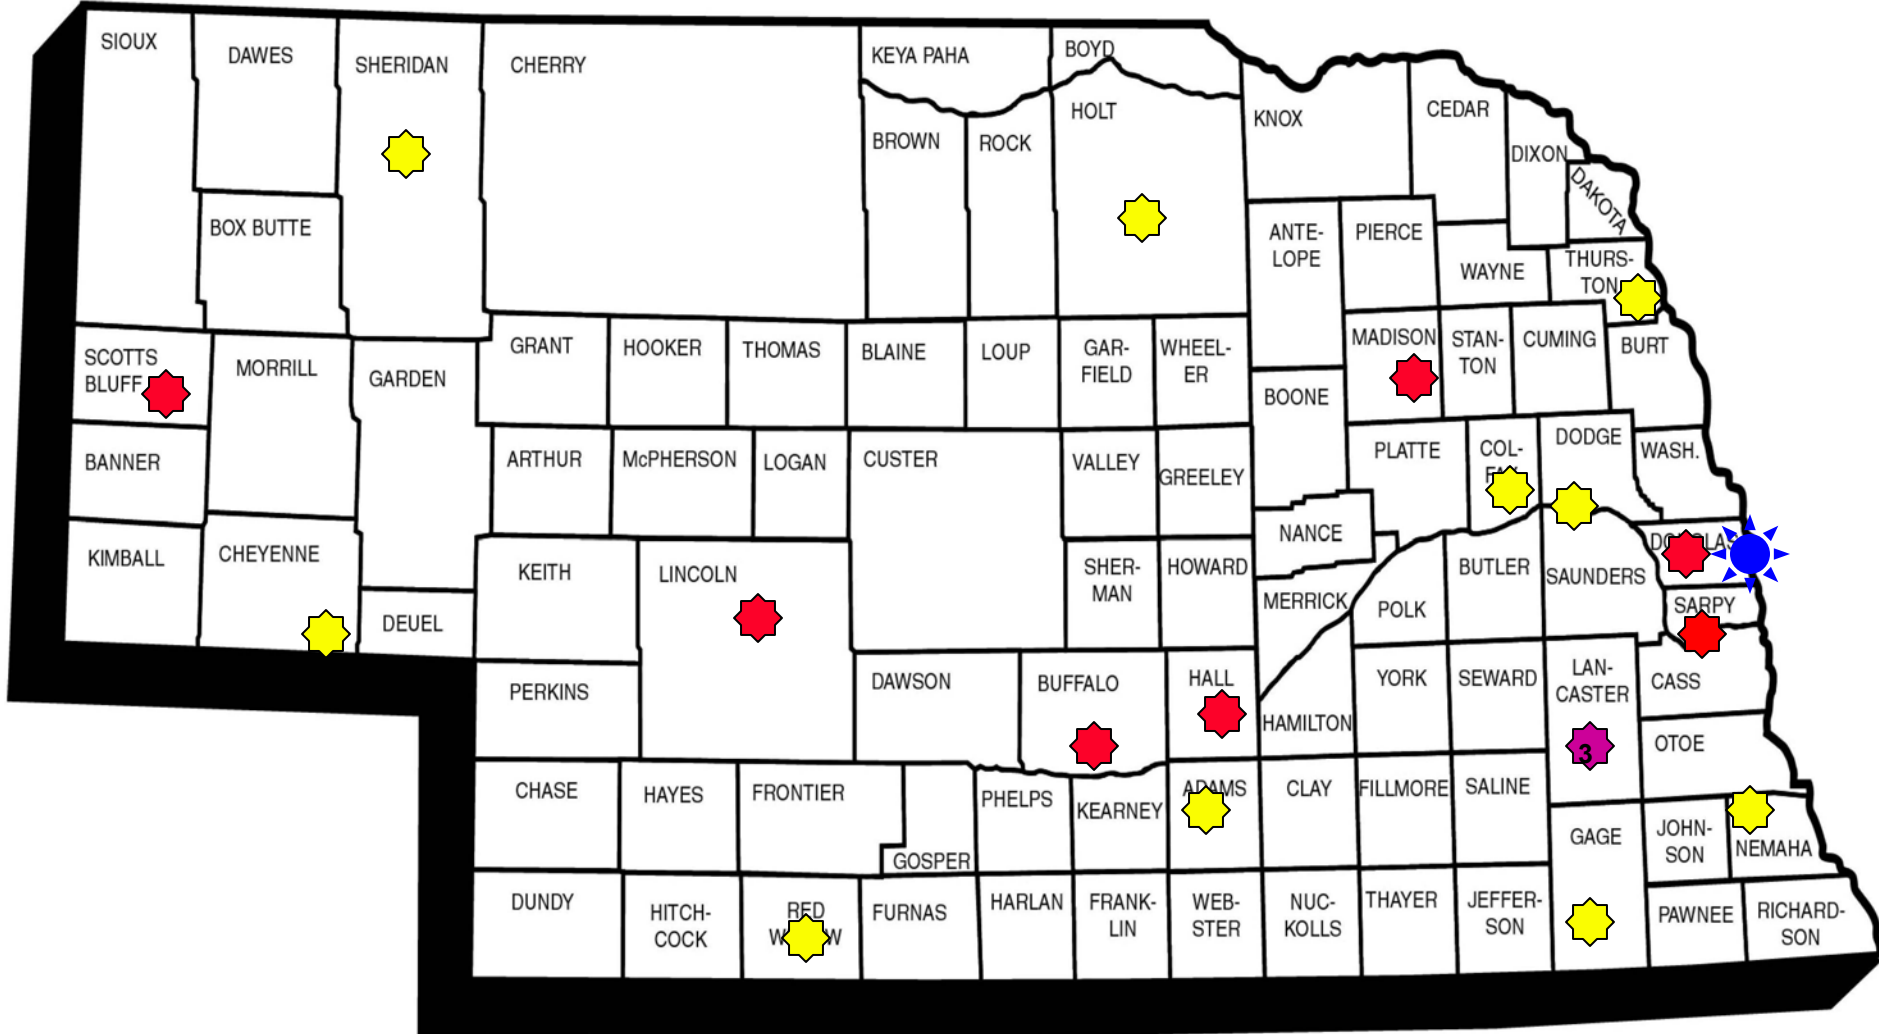 SIOUX
DAWES
SHERIDAN
CHERRY
KEYA PAHA
BOYD
HOLT
KNOX
CEDAR
DIXON
DAKOTA
BROWN
ROCK
BOX BUTTE
ANTE-
LOPE
PIERCE
WAYNE
THURS-
TON
SCOTTS
BLUFF
MORRILL
GARDEN
GRANT
HOOKER
THOMAS
BLAINE
LOUP
GAR-
FIELD
WHEEL-
ER
BOONE
MADISON
STAN-
TON
CUMING
BURT
BANNER
ARTHUR
McPHERSON
LOGAN
CUSTER
VALLEY
GREELEY
PLATTE
COL-
DODGE
WASH.
KIMBALL
CHEYENNE
DEUEL
KEITH
LINCOLN
SHER-
MAN
HOWARD
NANCE
MERRICK
POLK
BUTLER
SAUNDERS
DOUGLAS
SARPY
PERKINS
DAWSON
BUFFALO
HALL
HAMILTON
YORK
SEWARD
LAN-
CASTER
3
CASS
OTOE
CHASE
HAYES
FRONTIER
GOSPER
PHELPS
KEARNEY
ADAMS
CLAY
FILLMORE
SALINE
GAGE
JOHN-
SON
NEMAHA
DUNDY
HITCH-
COCK
RED
FURNAS
HARLAN
FRANK-
LIN
WEB-
STER
NUC-
KOLLS
THAYER
JEFFER-
SON
PAWNEE
RICHARD-
SON